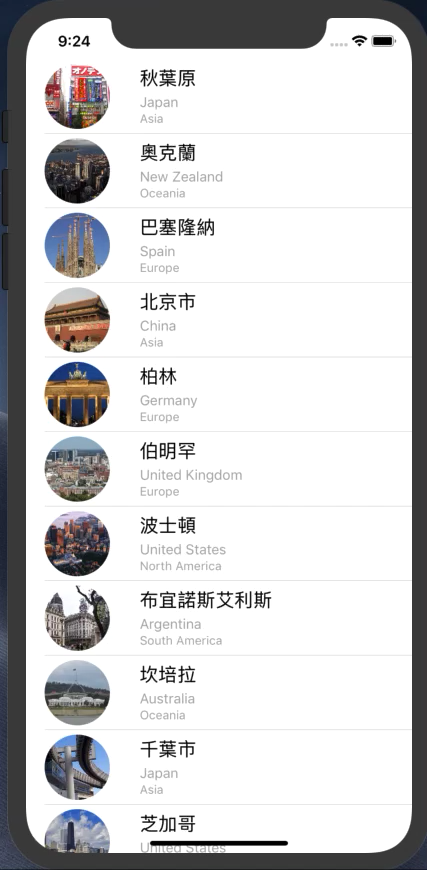 9:24
秋葉原
Japan
Asia
奧克蘭
New Zealand
Oceania
巴塞隆納
Spain
Europe
北京市
China
Asia
柏林
Germany
Europe
伯明罕
United Kingdom
Europe
波士頓
United States
North America
布宜諾斯艾利斯
Argentina
South America
坎培拉
Australia
Oceania
千葉市
Japan
Asia
芝加哥
United States